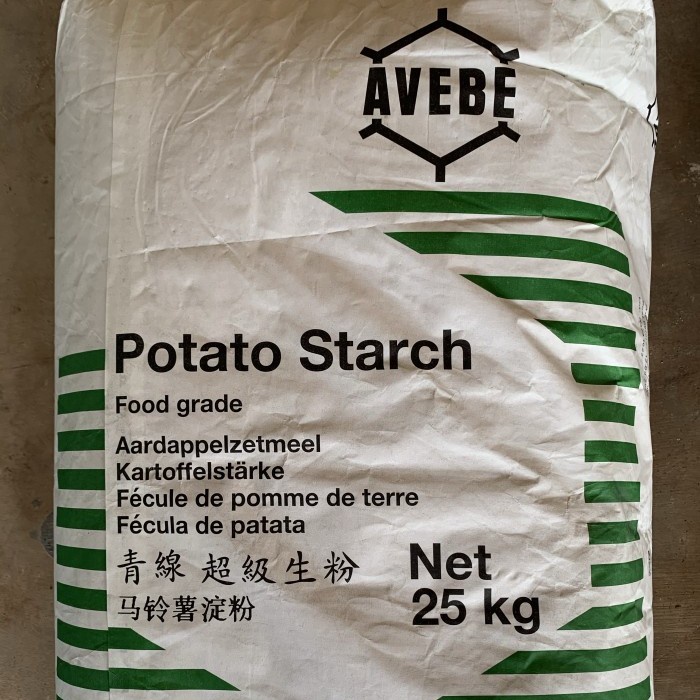 AVEBE
Potato Starch
Food grade
Aardappelzetmeel
Kartoffelstärke
Fécule de pomme de terre
Fécula de patata
青線 超級生粉
马铃薯淀粉
Net
25 kg